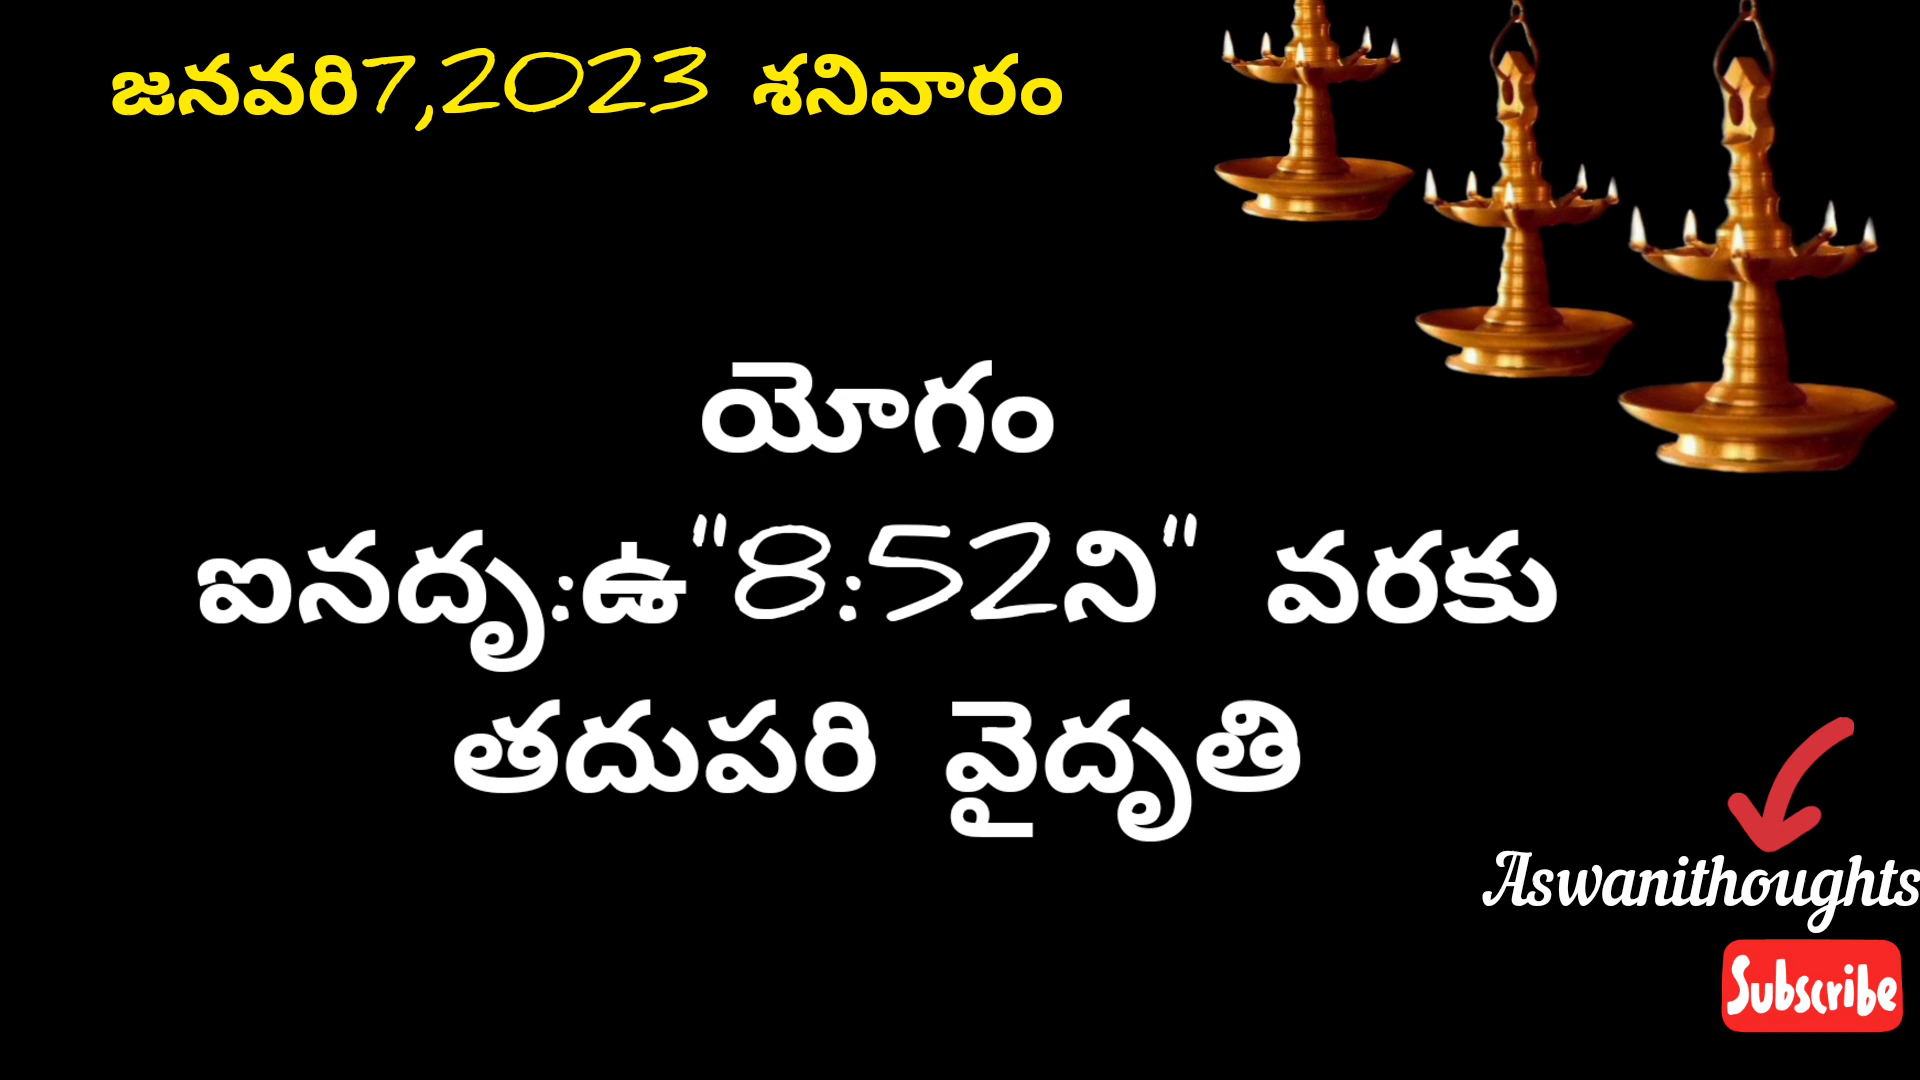 జనవరి7,2023 శనివారం
యోగం
ఐనదృ:ఉ"8:52ని" వరకు
తదుపరి వైదృతి
Aswanithoughts
Subscribe